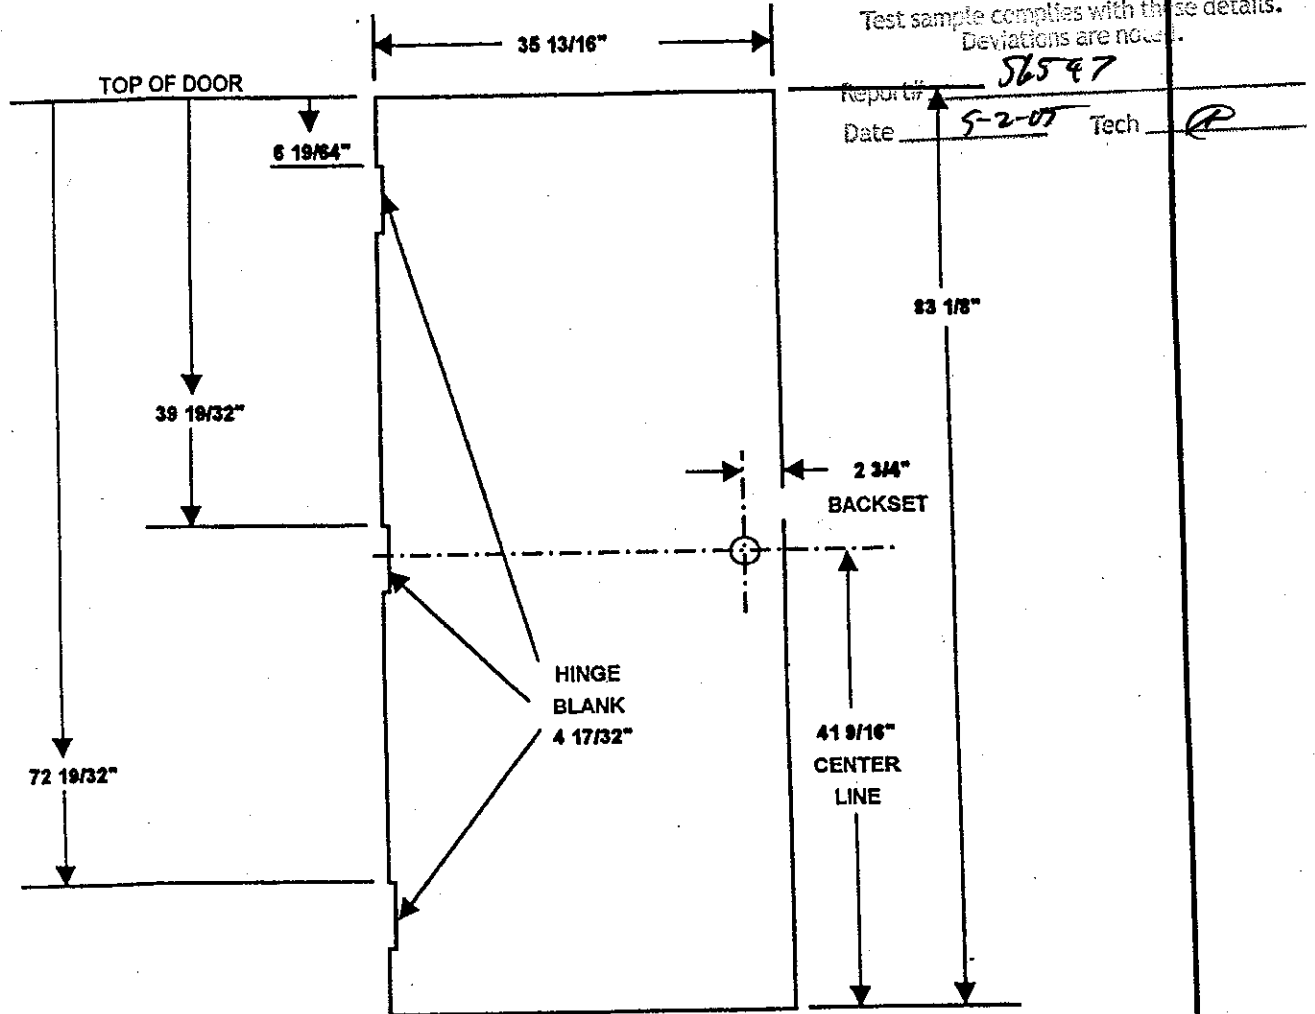 Test sample complies with these details.
Deviations are noted.
35 13/16"
TOP OF DOOR
Report# 56597
Date 9-2-05 Tech
6 19/64"
83 1/8"
39 19/32"
2 3/4"
BACKSET
HINGE
BLANK
4 17/32"
41 9/16"
CENTER
LINE
72 19/32"